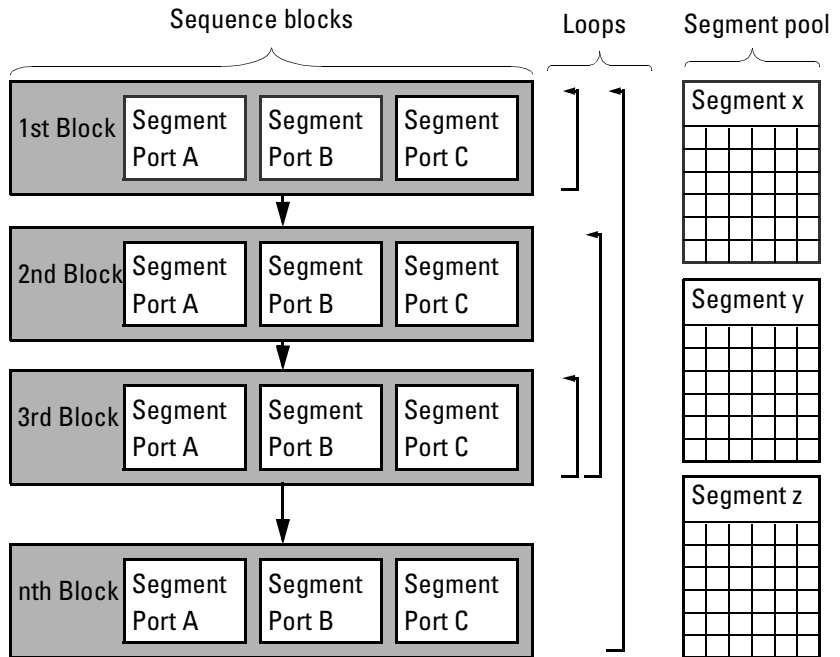 Sequence blocks
Loops
Segment pool
1st Block
Segment
Port A
Segment
Port B
Segment
Port C
2nd Block
Segment
Port A
Segment
Port B
Segment
Port C
3rd Block
Segment
Port A
Segment
Port B
Segment
Port C
nth Block
Segment
Port A
Segment
Port B
Segment
Port C
Segment x
Segment y
Segment z